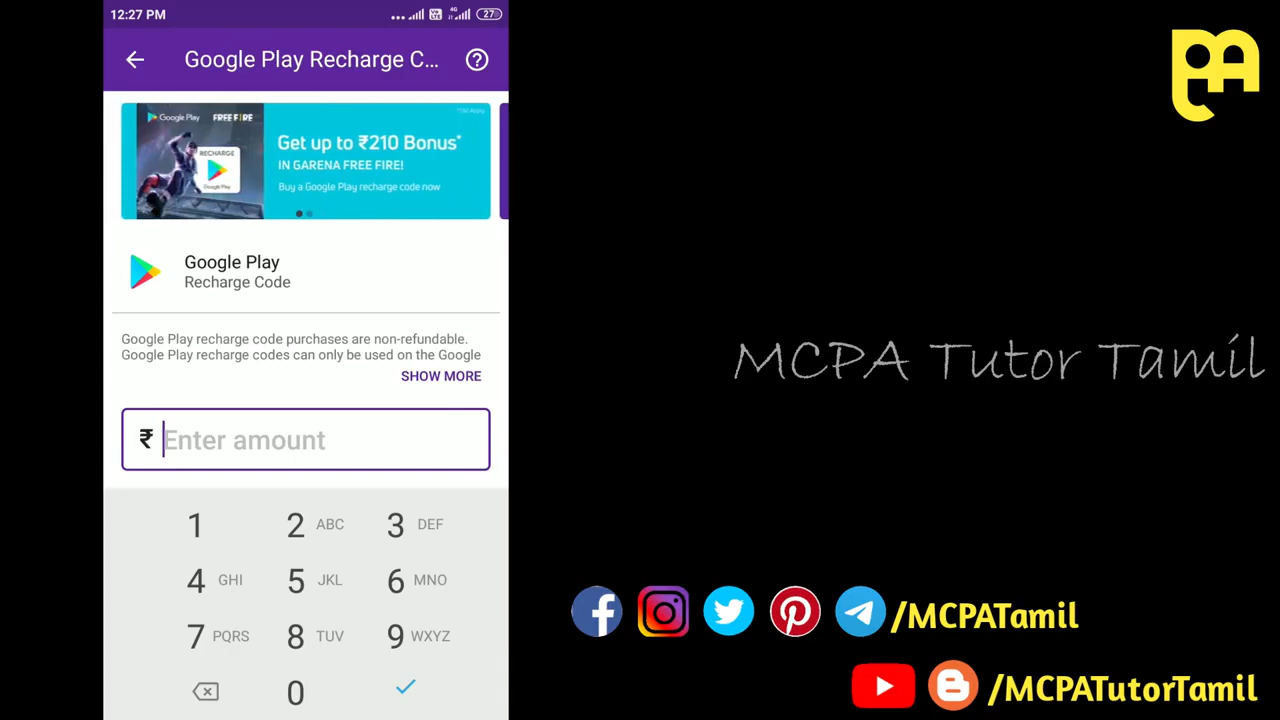 12:27 PM
4G
27
Google Play Recharge C...
Google Play
FREE FIRE
RECHARGE
Google Play
Get up to ₹210 Bonus*
IN GARENA FREE FIRE!
Buy a Google Play recharge code now
Google Play
Recharge Code
Google Play recharge code purchases are non-refundable.
Google Play recharge codes can only be used on the Google
SHOW MORE
₹ Enter amount
1 2 ABC 3 DEF
4 GHI 5 JKL 6 MNO
7 PQRS 8 TUV 9 WXYZ
0
MCPA Tutor Tamil
/MCPATamil
/MCPATutorTamil